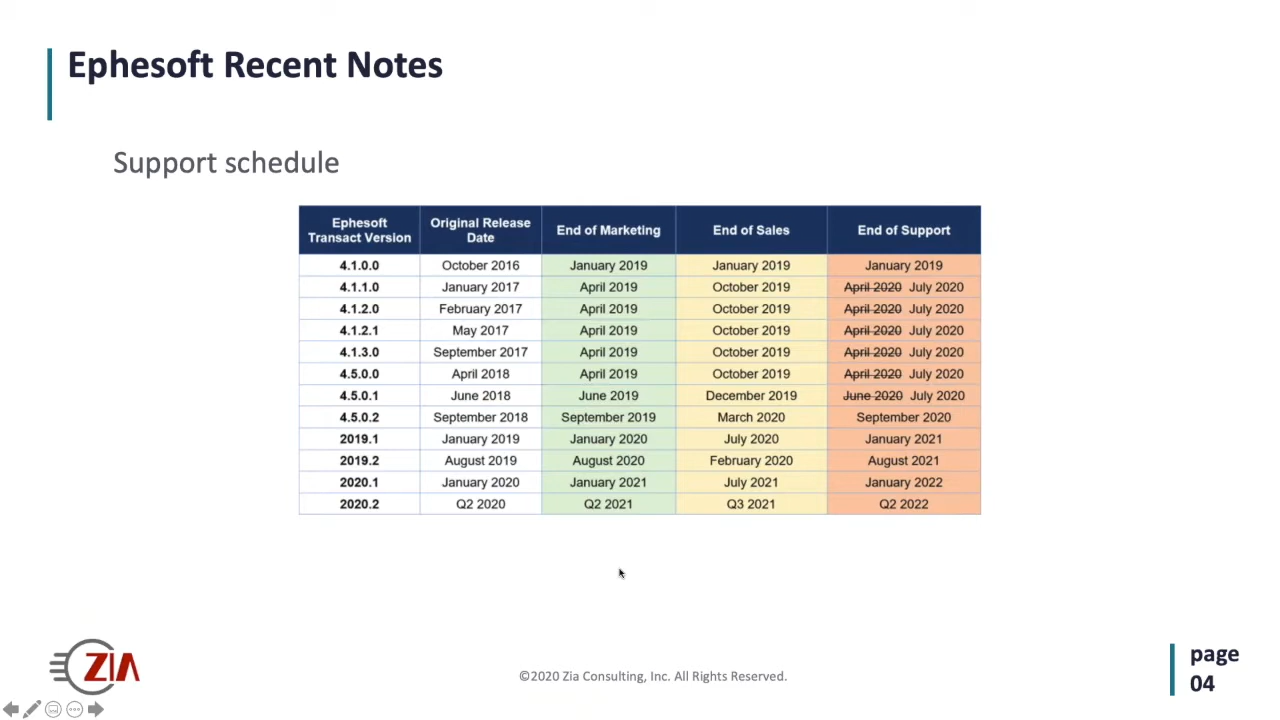 Ephesoft Recent Notes
Support schedule
Ephesoft Transact Version Original Release Date End of Marketing End of Sales End of Support
4.1.0.0 October 2016 January 2019 January 2019 January 2019
4.1.1.0 January 2017 April 2019 October 2019 April 2020 July 2020
4.1.2.0 February 2017 April 2019 October 2019 April 2020 July 2020
4.1.2.1 May 2017 April 2019 October 2019 April 2020 July 2020
4.1.3.0 September 2017 April 2019 October 2019 April 2020 July 2020
4.5.0.0 April 2018 April 2019 October 2019 April 2020 July 2020
4.5.0.1 June 2018 June 2019 December 2019 June 2020 July 2020
4.5.0.2 September 2018 September 2019 March 2020 September 2020
2019.1 January 2019 January 2020 July 2020 January 2021
2019.2 August 2019 August 2020 February 2020 August 2021
2020.1 January 2020 January 2021 July 2021 January 2022
2020.2 Q2 2020 Q2 2021 Q3 2021 Q2 2022
ZIA
©2020 Zia Consulting, Inc. All Rights Reserved.
page
04